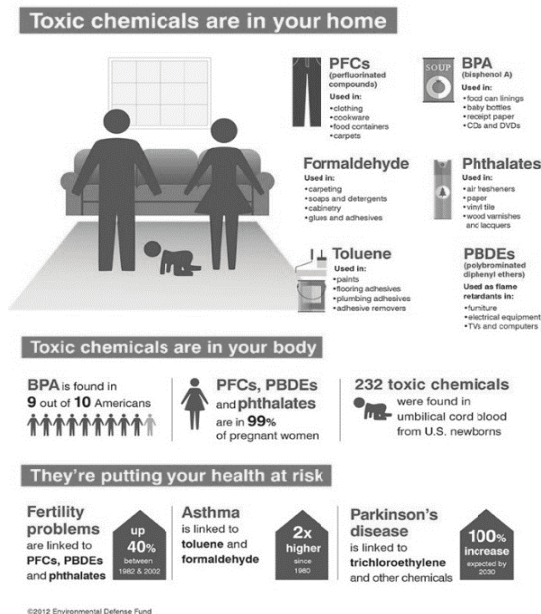 Toxic chemicals are in your home
PFCs
(perfluorinated
compounds)
Used in:
•clothing
•cookware
•food containers
•carpets
SOUP
BPA
(bisphenol A)
Used in:
•food can linings
•baby bottles
•receipt paper
•CDs and DVDs
Formaldehyde
Used in:
•carpeting
•soaps and detergents
•cabinetry
•glues and adhesives
Phthalates
Used in:
•air fresheners
•paper
•vinyl tile
•wood varnishes
and lacquers
Toluene
Used in:
•paints
•flooring adhesives
•plumbing adhesives
•adhesive removers
PBDEs
(polybrominated
diphenyl ethers)
Used as flame
retardants in:
•furniture
•electrical equipment
•TVs and computers
Toxic chemicals are in your body
BPA is found in
9 out of 10 Americans
PFCs, PBDEs
and phthalates
are in 99%
of pregnant women
232 toxic chemicals
were found in
umbilical cord blood
from U.S. newborns
They're putting your health at risk
Fertility
problems
are linked to
PFCs, PBDEs
and phthalates
up
40%
between
1982 & 2002
Asthma
is linked to
toluene and
formaldehyde
2x
higher
since
1980
Parkinson's
disease
is linked to
trichloroethylene
and other chemicals
100%
increase
expected by
2030
©2012 Environmental Defense Fund